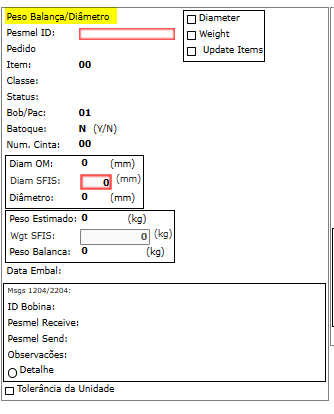 Peso Balança/Diâmetro
Pesmel ID:
Pedido
Item: 00
Classe:
Status:
Bob/Pac: 01
Batoque: N (Y/N)
Num. Cinta: 00
Diameter
Weight
Update Items
Diam OM: 0 (mm)
Diam SFIS: 0 (mm)
Diâmetro: 0 (mm)
Peso Estimado: 0 (kg)
Wgt SFIS: 0 (kg)
Peso Balanca: 0 (kg)
Data Embal:
Msgs 1204/2204:
ID Bobina:
Pesmel Receive:
Pesmel Send:
Observacões:
Detalhe
Tolerância da Unidade